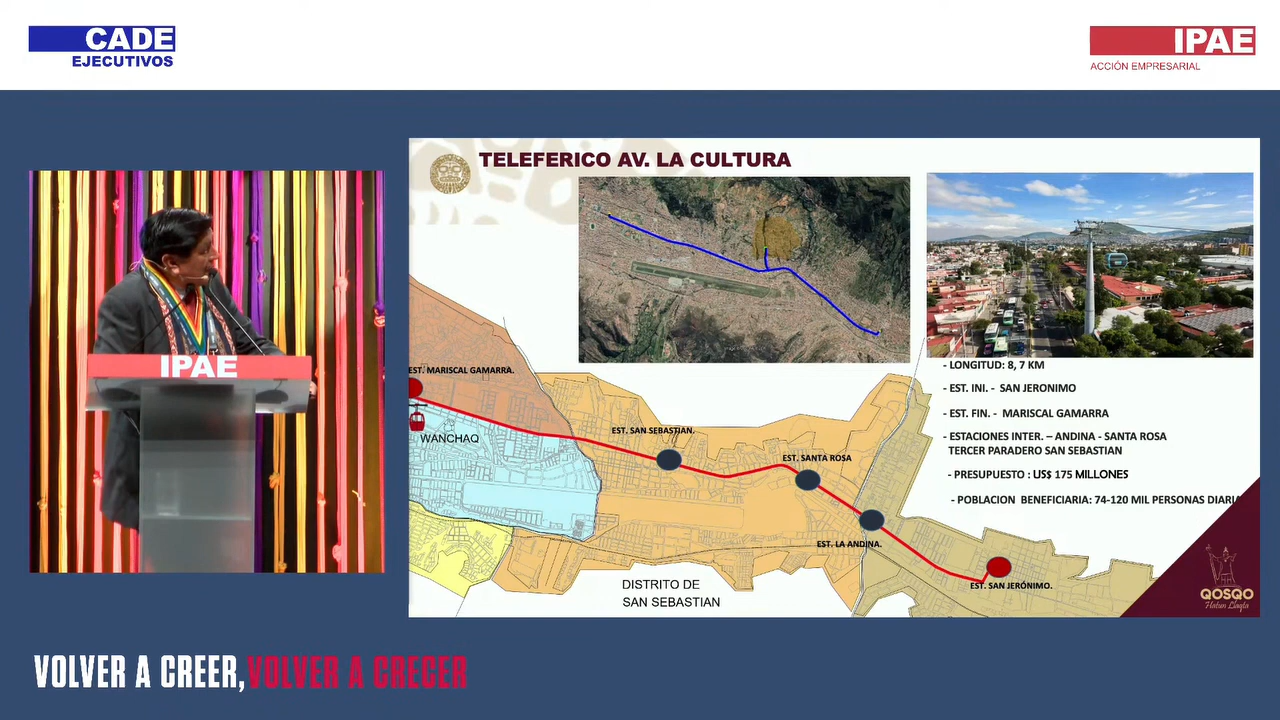 CADE
EJECUTIVOS
IPAE
ACCIÓN EMPRESARIAL
TELEFERICO AV. LA CULTURA
- LONGITUD: 8, 7 KM
- EST. INI. - SAN JERONIMO
- EST. FIN. - MARISCAL GAMARRA
- ESTACIONES INTER. – ANDINA - SANTA ROSA
TERCER PARADERO SAN SEBASTIAN
- PRESUPUESTO : US$ 175 MILLONES
- POBLACION BENEFICIARIA: 74-120 MIL PERSONAS DIARIA
EST. MARISCAL GAMARRA.
WANCHAQ
EST. SAN SEBASTIAN.
EST. SANTA ROSA
EST. LA ANDINA.
EST. SAN JERÓNIMO.
DISTRITO DE
SAN SEBASTIAN
QOSQO
Hatun Llaqta
IPAE
VOLVER A CREER, VOLVER A CRECER